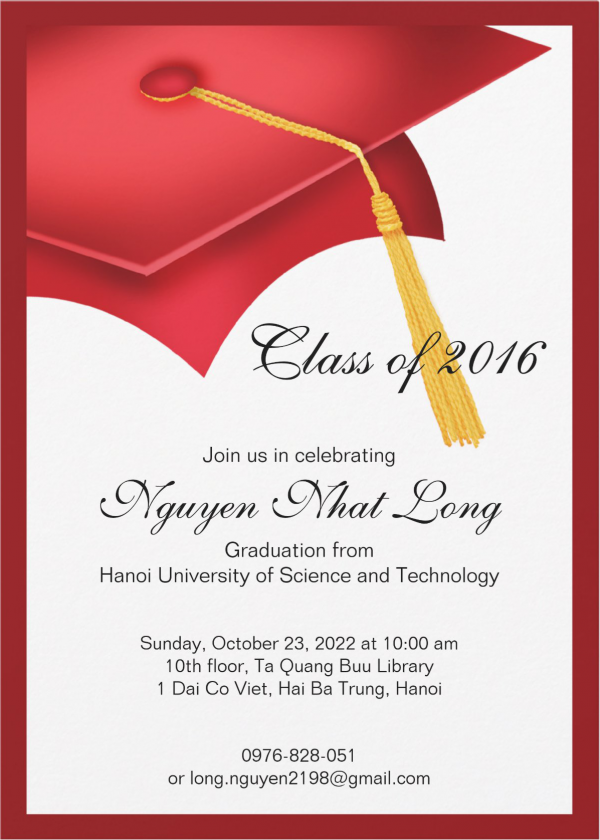 Class of 2016
Join us in celebrating
Nguyen Nhat Long
Graduation from
Hanoi University of Science and Technology
Sunday, October 23, 2022 at 10:00 am
10th floor, Ta Quang Buu Library
1 Dai Co Viet, Hai Ba Trung, Hanoi
0976-828-051
or long.nguyen2198@gmail.com